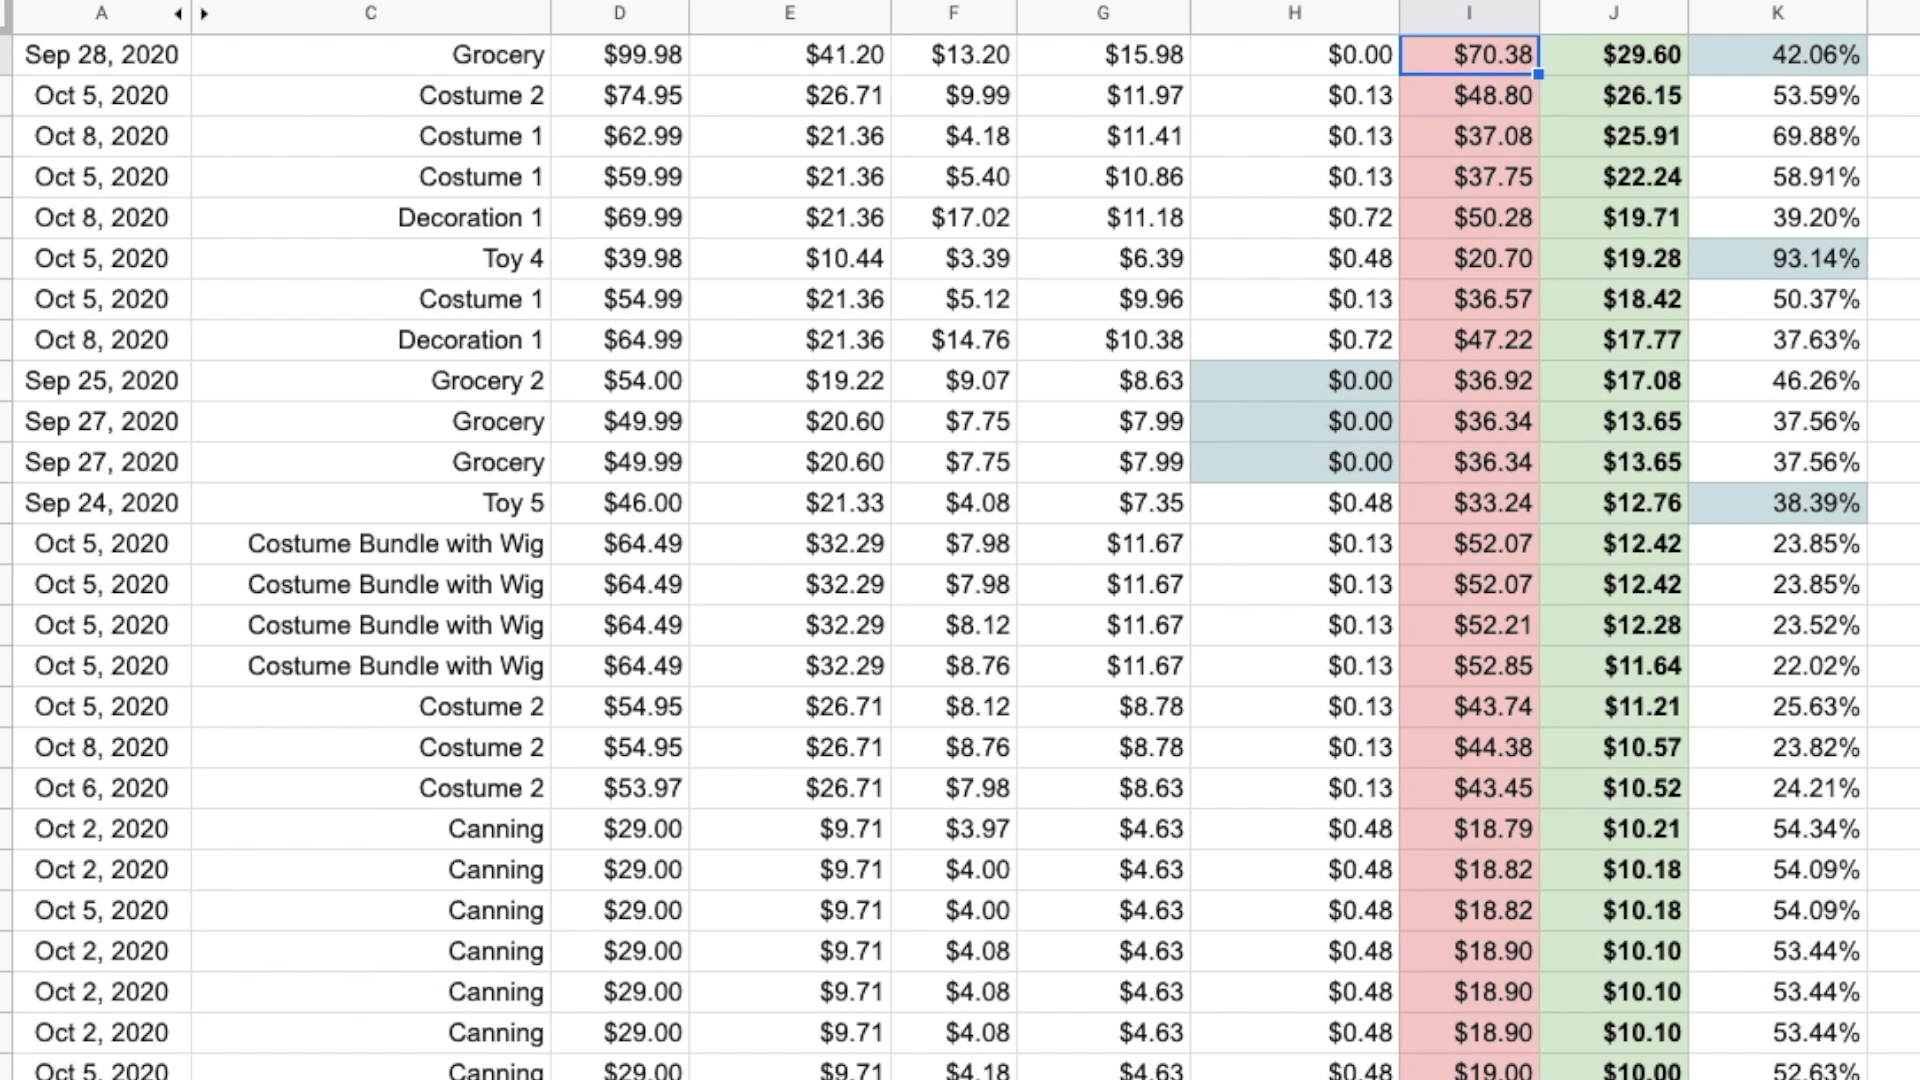 A C D E F G H I J K
Sep 28, 2020 Grocery $99.98 $41.20 $13.20 $15.98 $0.00 $70.38 $29.60 42.06%
Oct 5, 2020 Costume 2 $74.95 $26.71 $9.99 $11.97 $0.13 $48.80 $26.15 53.59%
Oct 8, 2020 Costume 1 $62.99 $21.36 $4.18 $11.41 $0.13 $37.08 $25.91 69.88%
Oct 5, 2020 Costume 1 $59.99 $21.36 $5.40 $10.86 $0.13 $37.75 $22.24 58.91%
Oct 8, 2020 Decoration 1 $69.99 $21.36 $17.02 $11.18 $0.72 $50.28 $19.71 39.20%
Oct 5, 2020 Toy 4 $39.98 $10.44 $3.39 $6.39 $0.48 $20.70 $19.28 93.14%
Oct 5, 2020 Costume 1 $54.99 $21.36 $5.12 $9.96 $0.13 $36.57 $18.42 50.37%
Oct 8, 2020 Decoration 1 $64.99 $21.36 $14.76 $10.38 $0.72 $47.22 $17.77 37.63%
Sep 25, 2020 Grocery 2 $54.00 $19.22 $9.07 $8.63 $0.00 $36.92 $17.08 46.26%
Sep 27, 2020 Grocery $49.99 $20.60 $7.75 $7.99 $0.00 $36.34 $13.65 37.56%
Sep 27, 2020 Grocery $49.99 $20.60 $7.75 $7.99 $0.00 $36.34 $13.65 37.56%
Sep 24, 2020 Toy 5 $46.00 $21.33 $4.08 $7.35 $0.48 $33.24 $12.76 38.39%
Oct 5, 2020 Costume Bundle with Wig $64.49 $32.29 $7.98 $11.67 $0.13 $52.07 $12.42 23.85%
Oct 5, 2020 Costume Bundle with Wig $64.49 $32.29 $7.98 $11.67 $0.13 $52.07 $12.42 23.85%
Oct 5, 2020 Costume Bundle with Wig $64.49 $32.29 $8.12 $11.67 $0.13 $52.21 $12.28 23.52%
Oct 5, 2020 Costume Bundle with Wig $64.49 $32.29 $8.76 $11.67 $0.13 $52.85 $11.64 22.02%
Oct 5, 2020 Costume 2 $54.95 $26.71 $8.12 $8.78 $0.13 $43.74 $11.21 25.63%
Oct 8, 2020 Costume 2 $54.95 $26.71 $8.76 $8.78 $0.13 $44.38 $10.57 23.82%
Oct 6, 2020 Costume 2 $53.97 $26.71 $7.98 $8.63 $0.13 $43.45 $10.52 24.21%
Oct 2, 2020 Canning $29.00 $9.71 $3.97 $4.63 $0.48 $18.79 $10.21 54.34%
Oct 2, 2020 Canning $29.00 $9.71 $4.00 $4.63 $0.48 $18.82 $10.18 54.09%
Oct 5, 2020 Canning $29.00 $9.71 $4.00 $4.63 $0.48 $18.82 $10.18 54.09%
Oct 2, 2020 Canning $29.00 $9.71 $4.08 $4.63 $0.48 $18.90 $10.10 53.44%
Oct 2, 2020 Canning $29.00 $9.71 $4.08 $4.63 $0.48 $18.90 $10.10 53.44%
Oct 2, 2020 Canning $29.00 $9.71 $4.08 $4.63 $0.48 $18.90 $10.10 53.44%
Oct 5, 2020 Canning $29.00 $9.71 $4.18 $4.63 $0.48 $19.00 $10.00 52.63%